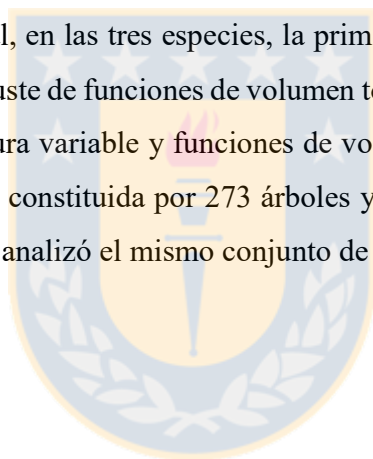 l, en las tres especies, la prim
uste de funciones de volumen t
ura variable y funciones de vo
constituida por 273 árboles y
analizó el mismo conjunto de